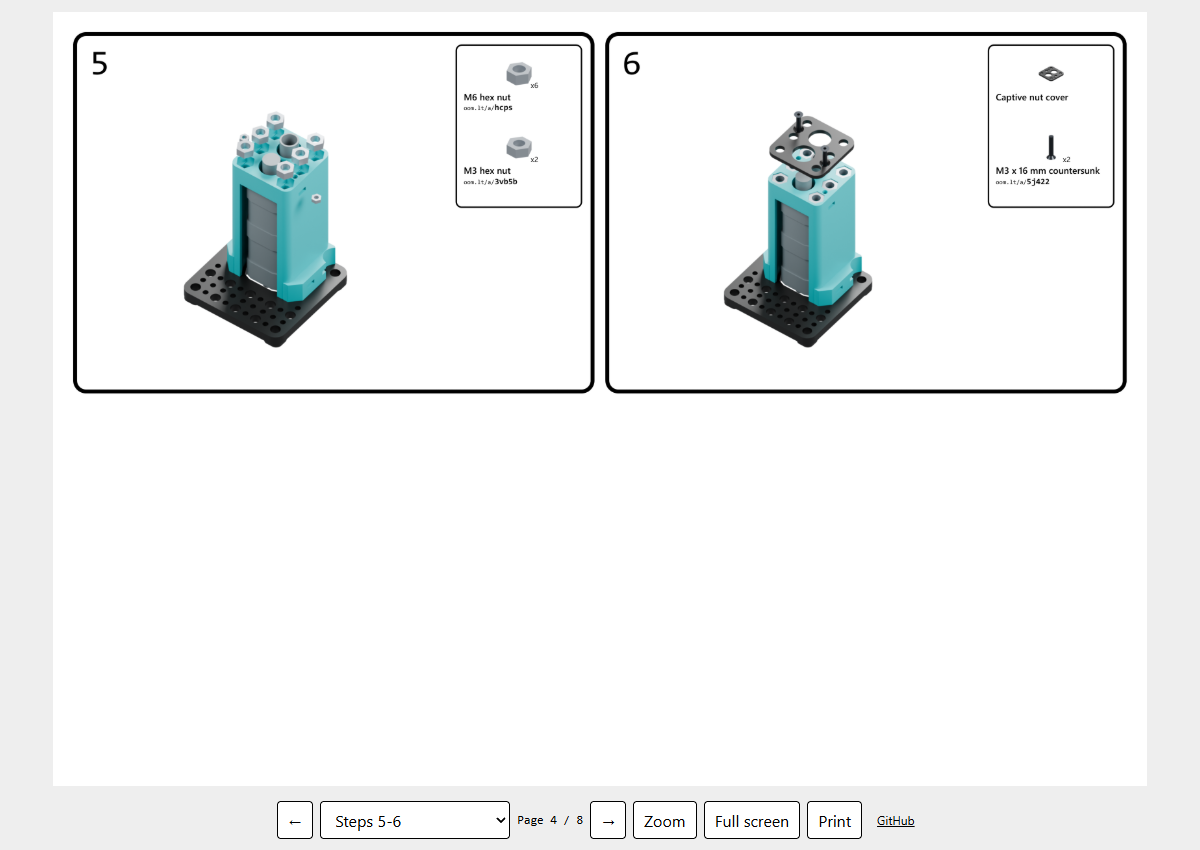 5
x6
M6 hex nut
oom.lt/a/hcps
x2
M3 hex nut
oom.lt/a/3vb5b
6
Captive nut cover
x2
M3 x 16 mm countersunk
oom.lt/a/5j422
← Steps 5-6 Page 4 / 8 → Zoom Full screen Print GitHub